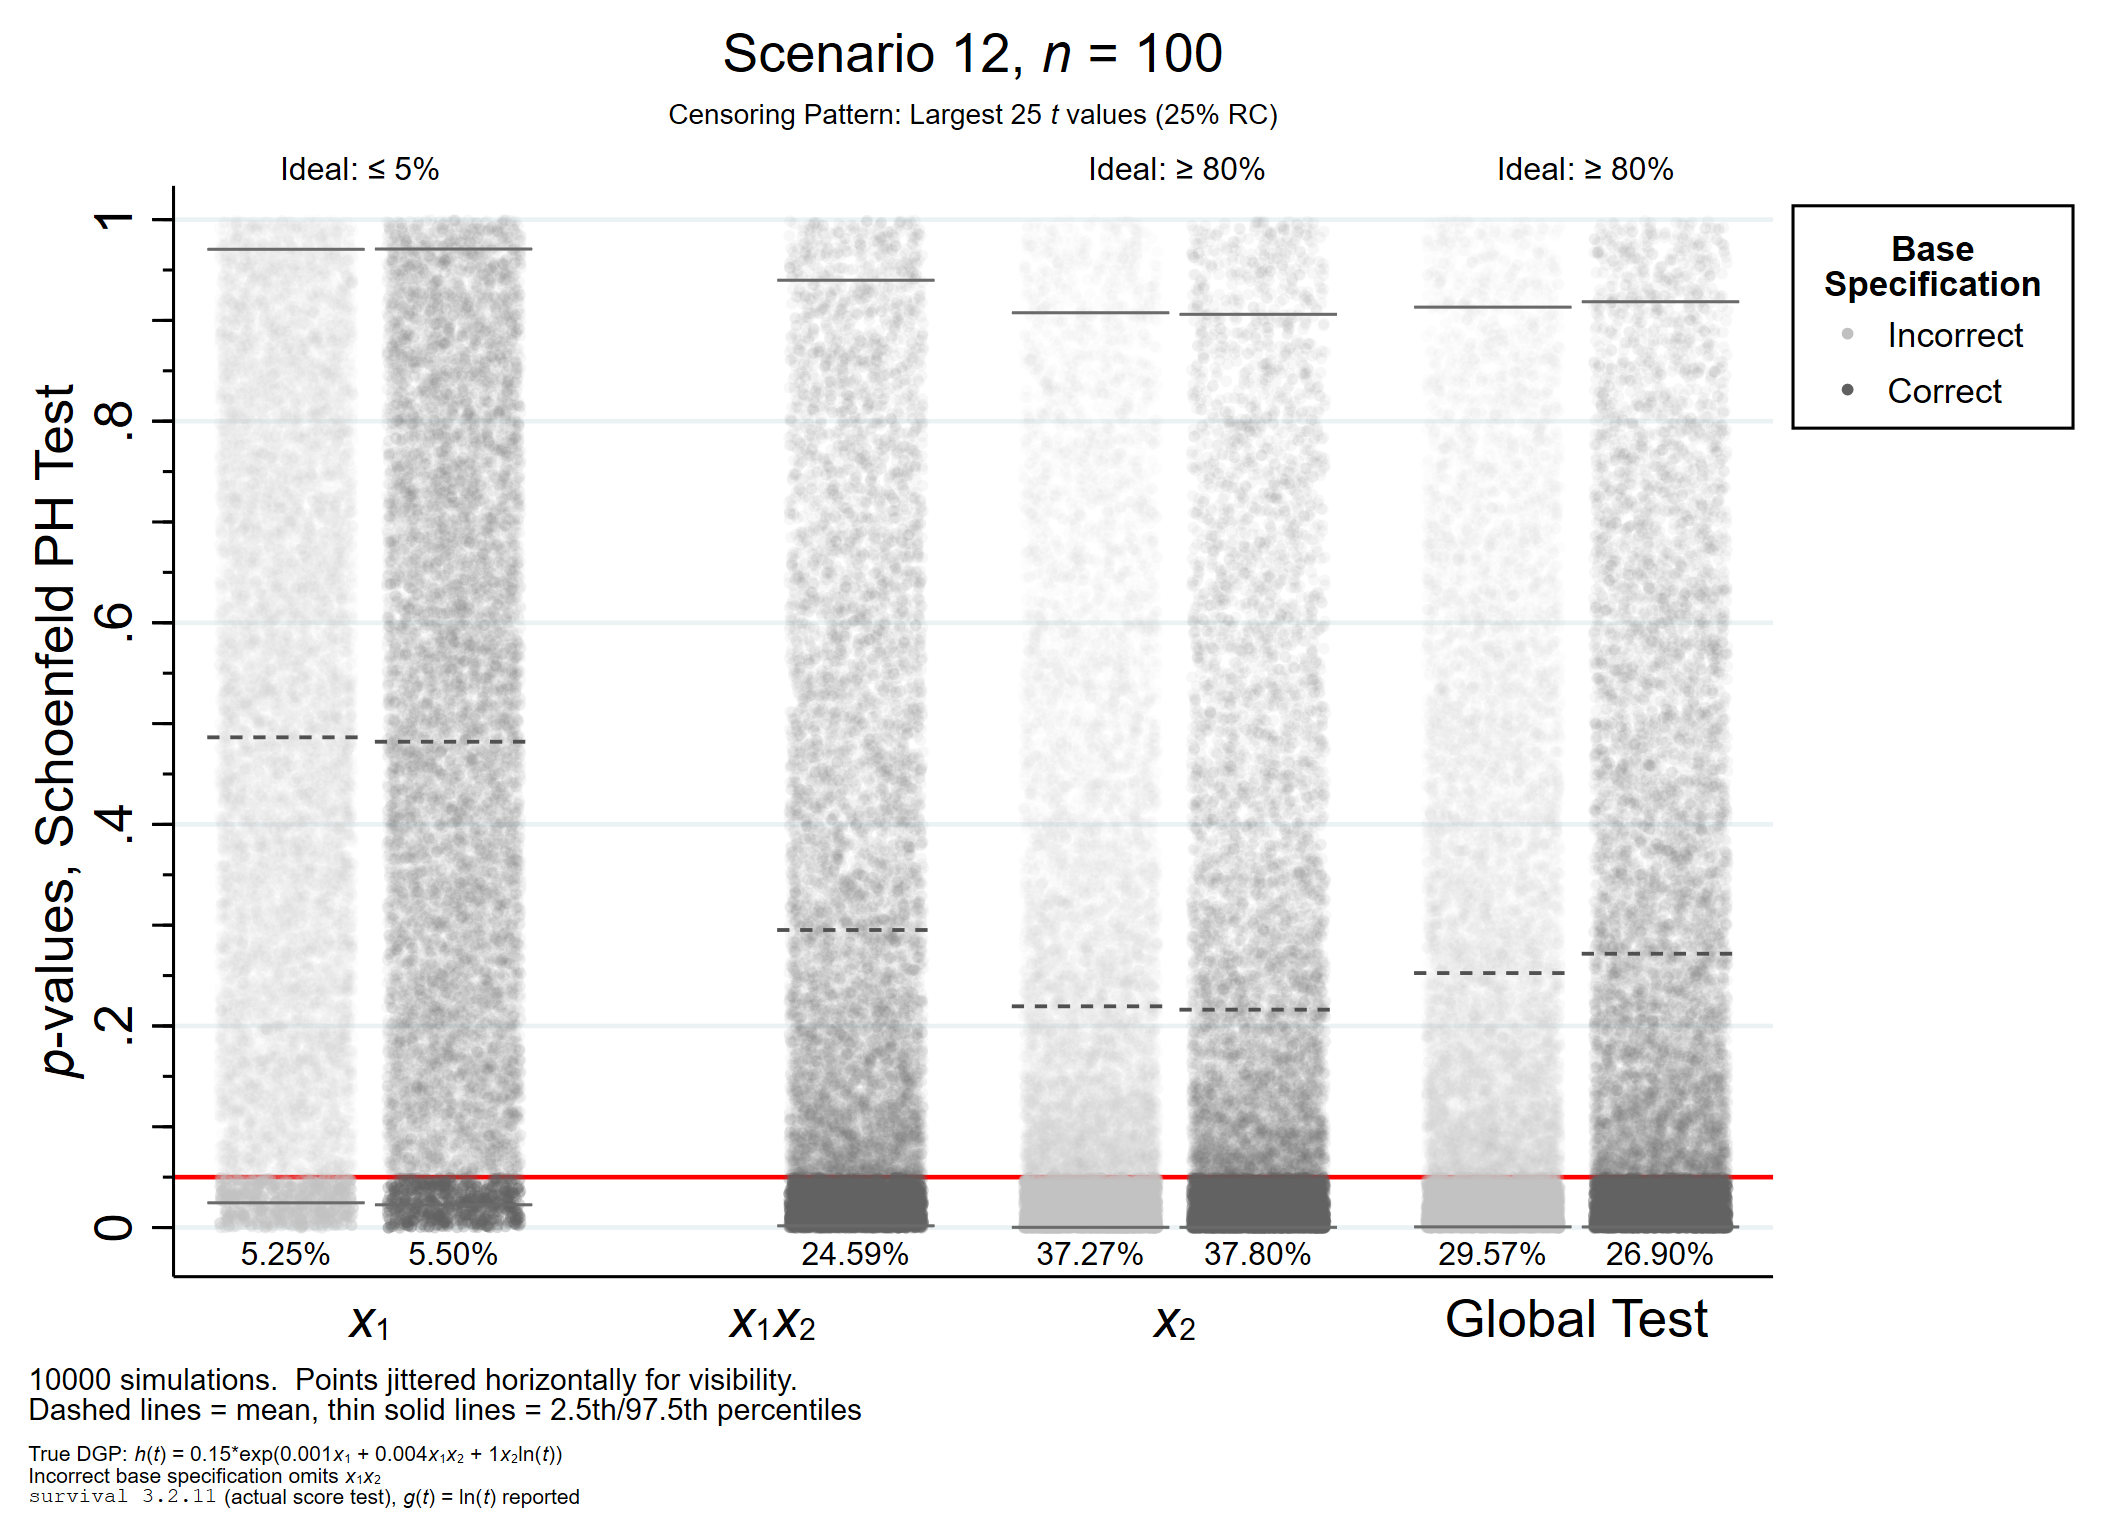 Scenario 12, n = 100
Censoring Pattern: Largest 25 t values (25% RC)
Ideal: ≤ 5%
Ideal: ≥ 80%
Ideal: ≥ 80%
p-values, Schoenfeld PH Test
1
.8
.6
.4
.2
0
Base
Specification
Incorrect
Correct
5.25%
5.50%
24.59%
37.27%
37.80%
29.57%
26.90%
x₁
x₁x₂
x₂
Global Test
10000 simulations.  Points jittered horizontally for visibility.
Dashed lines = mean, thin solid lines = 2.5th/97.5th percentiles
True DGP: h(t) = 0.15*exp(0.001x₁ + 0.004x₁x₂ + 1x₂ln(t))
Incorrect base specification omits x₁x₂
survival 3.2.11 (actual score test), g(t) = ln(t) reported